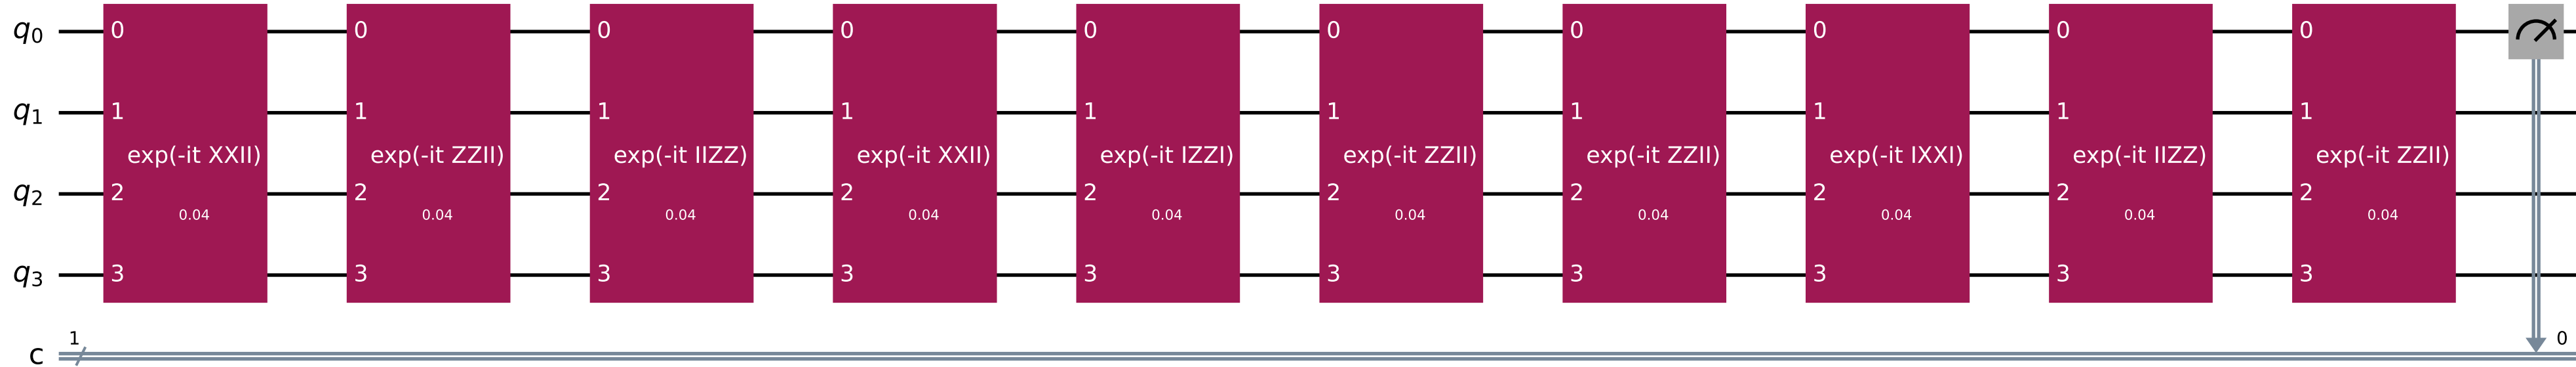 q0 0 0 0 0 0 0 0 0 0 0
q1 1 1 1 1 1 1 1 1 1 1
exp(-it XXII) exp(-it ZZII) exp(-it IIZZ) exp(-it XXII) exp(-it IZZI) exp(-it ZZII) exp(-it ZZII) exp(-it IXXI) exp(-it IIZZ) exp(-it ZZII)
q2 2 2 2 2 2 2 2 2 2 2
0.04 0.04 0.04 0.04 0.04 0.04 0.04 0.04 0.04 0.04
q3 3 3 3 3 3 3 3 3 3 3
1 0
c